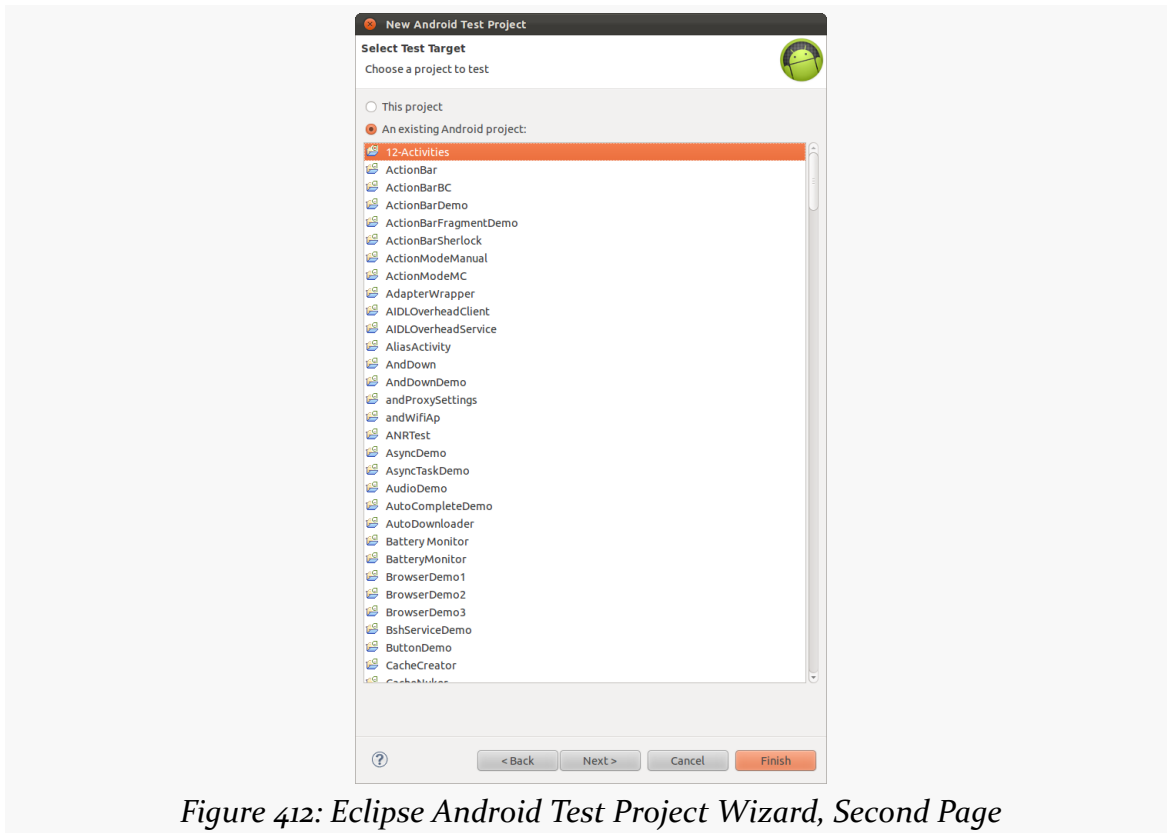 New Android Test Project
Select Test Target
Choose a project to test
This project
An existing Android project:
12-Activities
ActionBar
ActionBarBC
ActionBarDemo
ActionBarFragmentDemo
ActionBarSherlock
ActionModeManual
ActionModeMC
AdapterWrapper
AIDLOverheadClient
AIDLOverheadService
AliasActivity
AndDown
AndDownDemo
andProxySettings
andWifiAp
ANRTest
AsyncDemo
AsyncTaskDemo
AudioDemo
AutoCompleteDemo
AutoDownloader
Battery Monitor
BatteryMonitor
BrowserDemo1
BrowserDemo2
BrowserDemo3
BshServiceDemo
ButtonDemo
CacheCreator
?
< Back
Next >
Cancel
Finish
Figure 412: Eclipse Android Test Project Wizard, Second Page